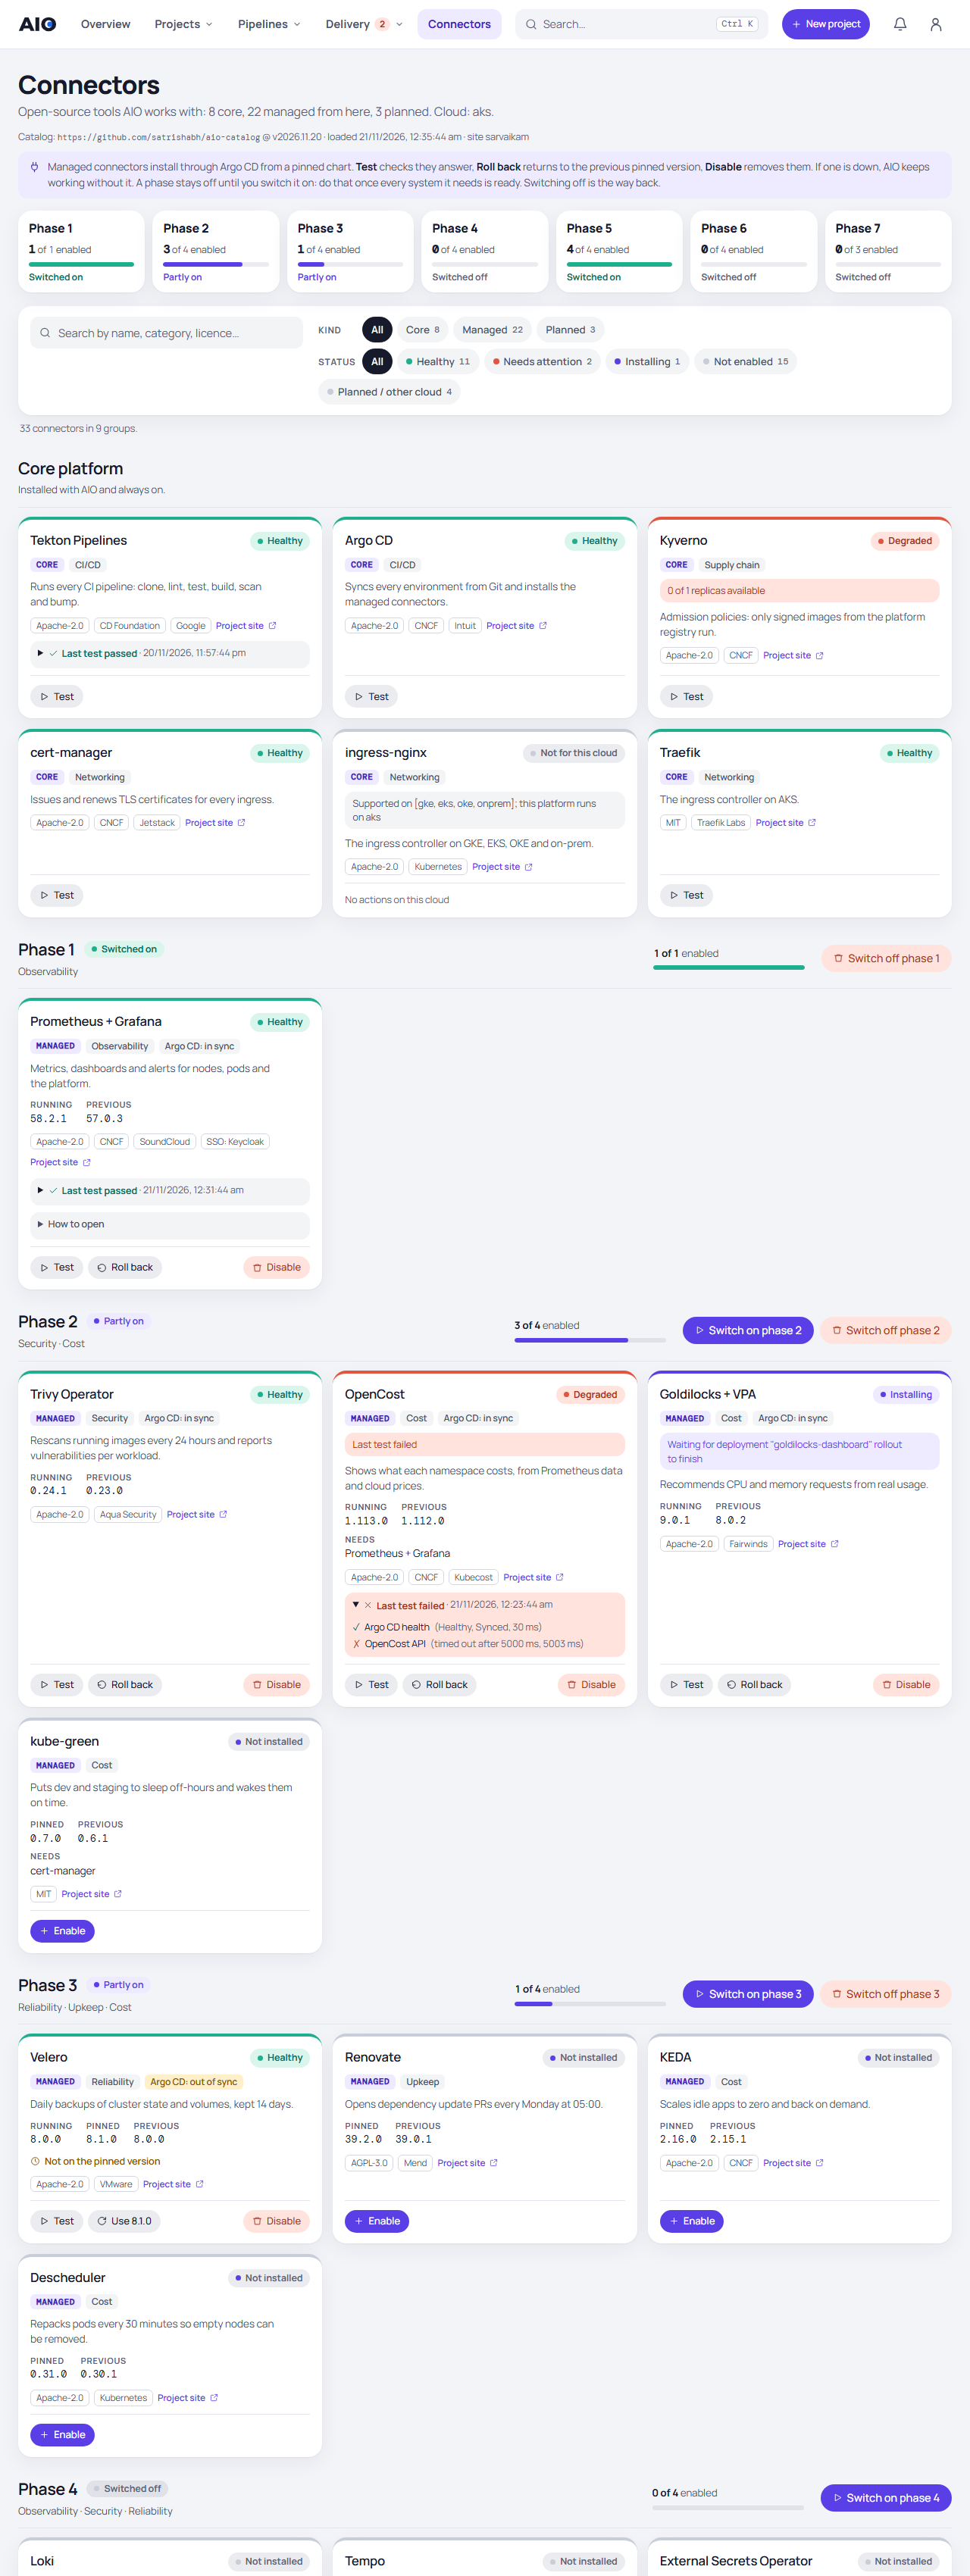 AIO
Overview
Projects
Pipelines
Delivery 2
Connectors
Search...
Ctrl K
+ New project
Connectors
Open-source tools AIO works with: 8 core, 22 managed from here, 3 planned. Cloud: aks.
Catalog: https://github.com/satrishabh/aio-catalog @ v2026.11.20 · loaded 21/11/2026, 12:35:44 am · site sarvaikam
Managed connectors install through Argo CD from a pinned chart. Test checks they answer, Roll back returns to the previous pinned version, Disable removes them. If one is down, AIO keeps
working without it. A phase stays off until you switch it on: do that once every system it needs is ready. Switching off is the way back.
Phase 1
1 of 1 enabled
Switched on
Phase 2
3 of 4 enabled
Partly on
Phase 3
1 of 4 enabled
Partly on
Phase 4
0 of 4 enabled
Switched off
Phase 5
4 of 4 enabled
Switched on
Phase 6
0 of 4 enabled
Switched off
Phase 7
0 of 3 enabled
Switched off
Search by name, category, licence...
KIND All Core 8 Managed 22 Planned 3
STATUS All Healthy 11 Needs attention 2 Installing 1 Not enabled 15
Planned / other cloud 4
33 connectors in 9 groups.
Core platform
Installed with AIO and always on.
Tekton Pipelines Healthy
CORE CI/CD
Runs every CI pipeline: clone, lint, test, build, scan
and bump.
Apache-2.0 CD Foundation Google Project site
Last test passed · 20/11/2026, 11:57:44 pm
Test
Argo CD Healthy
CORE CI/CD
Syncs every environment from Git and installs the
managed connectors.
Apache-2.0 CNCF Intuit Project site
Test
Kyverno Degraded
CORE Supply chain
0 of 1 replicas available
Admission policies: only signed images from the platform
registry run.
Apache-2.0 CNCF Project site
Test
cert-manager Healthy
CORE Networking
Issues and renews TLS certificates for every ingress.
Apache-2.0 CNCF Jetstack Project site
Test
ingress-nginx Not for this cloud
CORE Networking
Supported on [gke, eks, oke, onprem]; this platform runs
on aks
The ingress controller on GKE, EKS, OKE and on-prem.
Apache-2.0 Kubernetes Project site
No actions on this cloud
Traefik Healthy
CORE Networking
The ingress controller on AKS.
MIT Traefik Labs Project site
Test
Phase 1 Switched on
Observability
1 of 1 enabled
Switch off phase 1
Prometheus + Grafana Healthy
MANAGED Observability Argo CD: in sync
Metrics, dashboards and alerts for nodes, pods and
the platform.
RUNNING PREVIOUS
58.2.1 57.0.3
Apache-2.0 CNCF SoundCloud SSO: Keycloak
Project site
Last test passed · 21/11/2026, 12:31:44 am
How to open
Test Roll back Disable
Phase 2 Partly on
Security · Cost
3 of 4 enabled
Switch on phase 2
Switch off phase 2
Trivy Operator Healthy
MANAGED Security Argo CD: in sync
Rescans running images every 24 hours and reports
vulnerabilities per workload.
RUNNING PREVIOUS
0.24.1 0.23.0
Apache-2.0 Aqua Security Project site
Test Roll back Disable
OpenCost Degraded
MANAGED Cost Argo CD: in sync
Last test failed
Shows what each namespace costs, from Prometheus data
and cloud prices.
RUNNING PREVIOUS
1.113.0 1.112.0
NEEDS
Prometheus + Grafana
Apache-2.0 CNCF Kubecost Project site
Last test failed · 21/11/2026, 12:23:44 am
✓ Argo CD health (Healthy, Synced, 30 ms)
✗ OpenCost API (timed out after 5000 ms, 5003 ms)
Test Roll back Disable
Goldilocks + VPA Installing
MANAGED Cost Argo CD: in sync
Waiting for deployment "goldilocks-dashboard" rollout
to finish
Recommends CPU and memory requests from real usage.
RUNNING PREVIOUS
9.0.1 8.0.2
Apache-2.0 Fairwinds Project site
Test Roll back Disable
kube-green Not installed
MANAGED Cost
Puts dev and staging to sleep off-hours and wakes them
on time.
PINNED PREVIOUS
0.7.0 0.6.1
NEEDS
cert-manager
MIT Project site
+ Enable
Phase 3 Partly on
Reliability · Upkeep · Cost
1 of 4 enabled
Switch on phase 3
Switch off phase 3
Velero Healthy
MANAGED Reliability Argo CD: out of sync
Daily backups of cluster state and volumes, kept 14 days.
RUNNING PINNED PREVIOUS
8.0.0 8.1.0 8.0.0
Not on the pinned version
Apache-2.0 VMware Project site
Test Use 8.1.0 Disable
Renovate Not installed
MANAGED Upkeep
Opens dependency update PRs every Monday at 05:00.
PINNED PREVIOUS
39.2.0 39.0.1
AGPL-3.0 Mend Project site
+ Enable
KEDA Not installed
MANAGED Cost
Scales idle apps to zero and back on demand.
PINNED PREVIOUS
2.16.0 2.15.1
Apache-2.0 CNCF Project site
+ Enable
Descheduler Not installed
MANAGED Cost
Repacks pods every 30 minutes so empty nodes can
be removed.
PINNED PREVIOUS
0.31.0 0.30.1
Apache-2.0 Kubernetes Project site
+ Enable
Phase 4 Switched off
Observability · Security · Reliability
0 of 4 enabled
Switch on phase 4
Loki Not installed
Tempo Not installed
External Secrets Operator Not installed